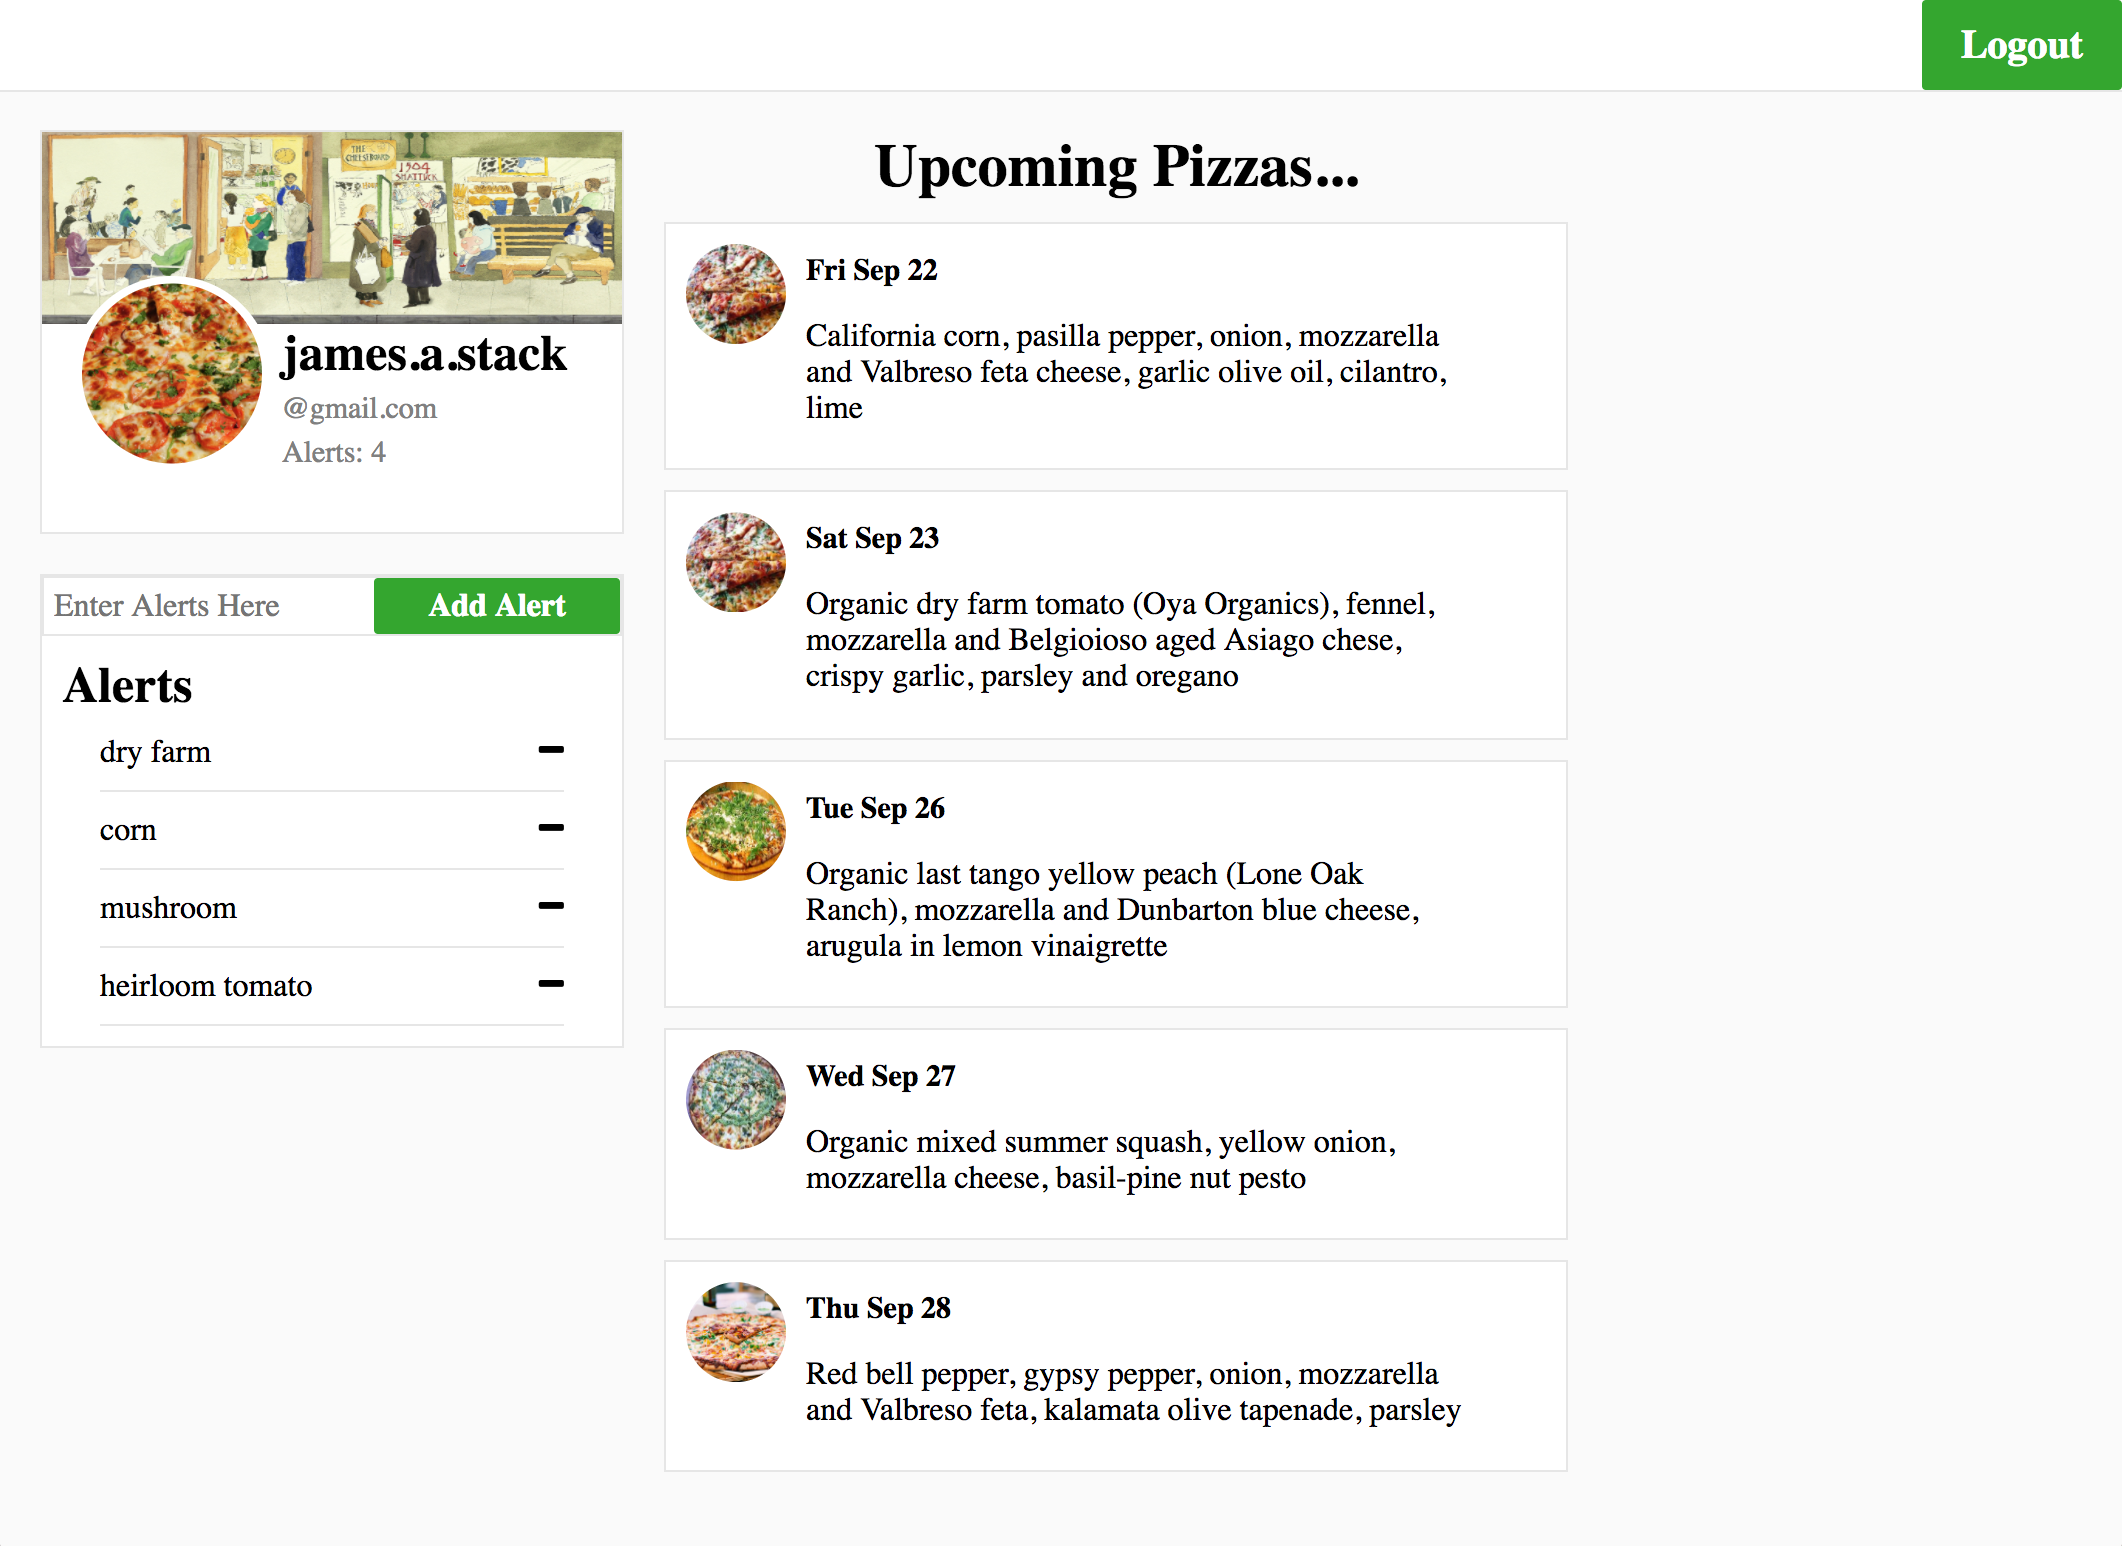 Logout
THE
CHEESEBOARD
1504
SHATTUCK
james.a.stack
@gmail.com
Alerts: 4
Enter Alerts Here
Add Alert
Alerts
dry farm
corn
mushroom
heirloom tomato
Upcoming Pizzas...
Fri Sep 22
California corn, pasilla pepper, onion, mozzarella
and Valbreso feta cheese, garlic olive oil, cilantro,
lime
Sat Sep 23
Organic dry farm tomato (Oya Organics), fennel,
mozzarella and Belgioioso aged Asiago chese,
crispy garlic, parsley and oregano
Tue Sep 26
Organic last tango yellow peach (Lone Oak
Ranch), mozzarella and Dunbarton blue cheese,
arugula in lemon vinaigrette
Wed Sep 27
Organic mixed summer squash, yellow onion,
mozzarella cheese, basil-pine nut pesto
Thu Sep 28
Red bell pepper, gypsy pepper, onion, mozzarella
and Valbreso feta, kalamata olive tapenade, parsley